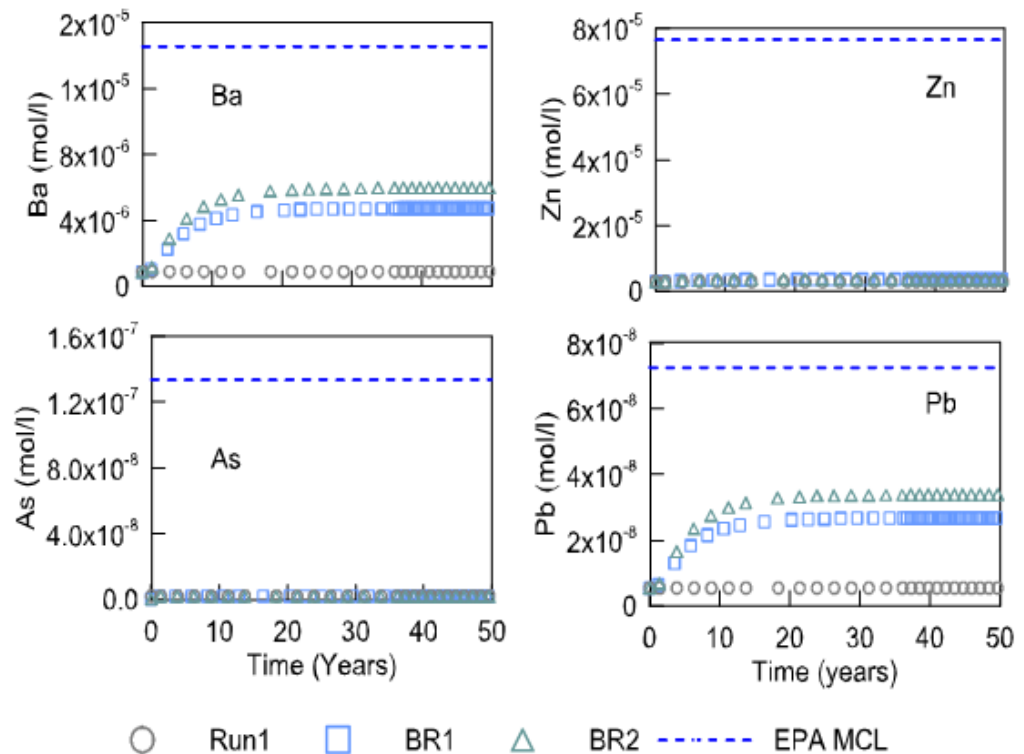 2x10⁻⁵
1x10⁻⁵
8x10⁻⁶
4x10⁻⁶
0
Ba (mol/l)
Ba
8x10⁻⁵
8x10⁻⁵
4x10⁻⁵
2x10⁻⁵
0
Zn (mol/l)
Zn
1.6x10⁻⁷
1.2x10⁻⁷
8.0x10⁻⁸
4.0x10⁻⁸
0.0
As (mol/l)
As
0 10 20 30 40 50
Time (Years)
8x10⁻⁸
6x10⁻⁸
4x10⁻⁸
2x10⁻⁸
0
Pb (mol/l)
Pb
0 10 20 30 40 50
Time (years)
Run1 BR1 BR2 EPA MCL